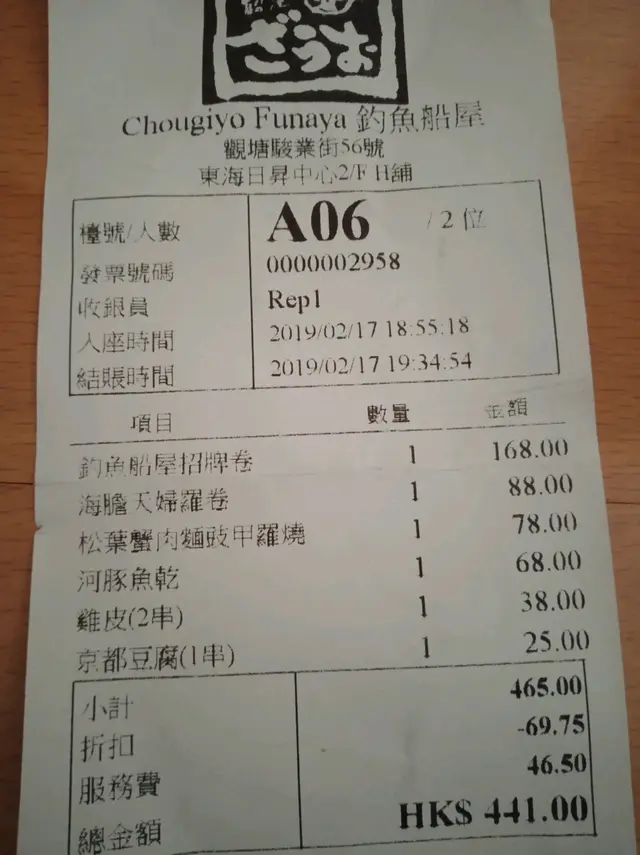 ざうお
Chougiyo Funaya 釣魚船屋
觀塘駿業街56號
東海日昇中心2/F H舖
檯號/人數 A06 / 2 位
發票號碼 0000002958
收銀員 Rep1
入座時間 2019/02/17 18:55:18
結賬時間 2019/02/17 19:34:54
項目 數量 金額
釣魚船屋招牌卷 1 168.00
海膽天婦羅卷 1 88.00
松葉蟹肉麵豉甲羅燒 1 78.00
河豚魚乾 1 68.00
雞皮(2串) 1 38.00
京都豆腐(1串) 1 25.00
小計 465.00
折扣 -69.75
服務費 46.50
總金額 HK$ 441.00